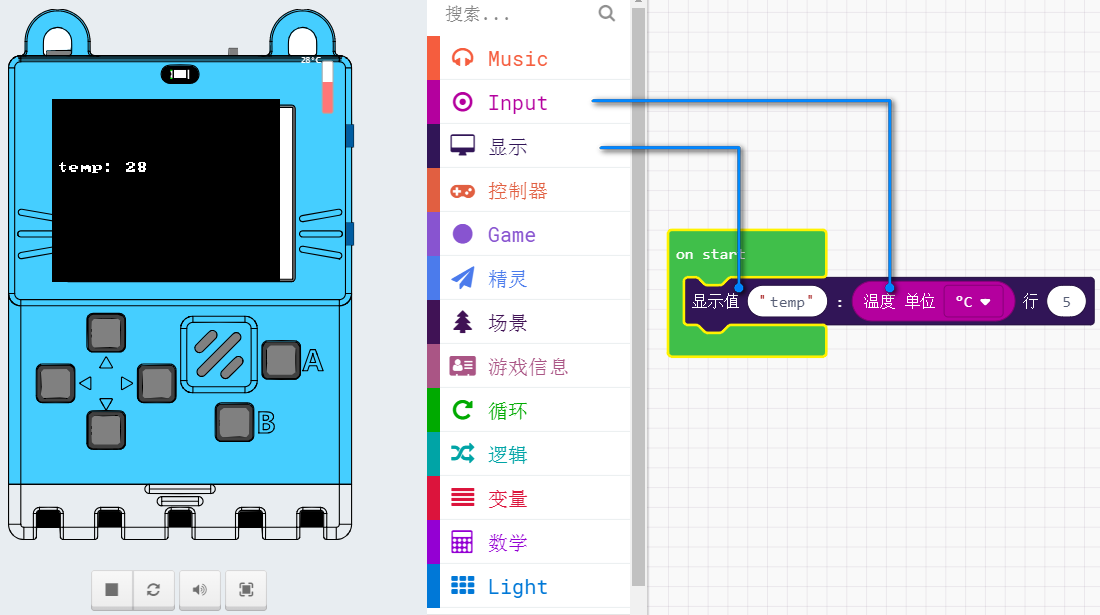 28°C
temp: 28
A
B
搜索...
Music
Input
显示
控制器
Game
精灵
场景
游戏信息
循环
逻辑
变量
数学
Light
on start
显示值 "temp" : 温度 单位 °C 行 5